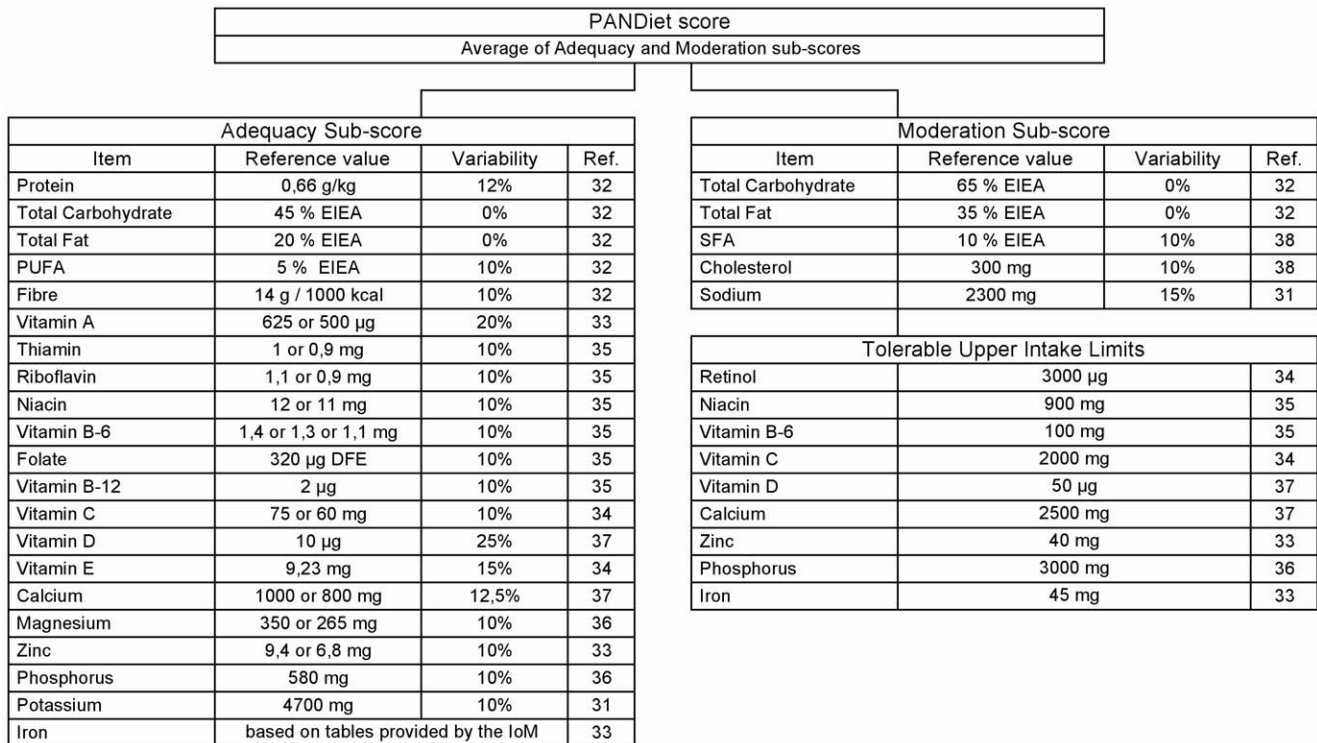 PANDiet score
Average of Adequacy and Moderation sub-scores
Adequacy Sub-score
Item Reference value Variability Ref.
Protein 0,66 g/kg 12% 32
Total Carbohydrate 45 % EIEA 0% 32
Total Fat 20 % EIEA 0% 32
PUFA 5 % EIEA 10% 32
Fibre 14 g / 1000 kcal 10% 32
Vitamin A 625 or 500 µg 20% 33
Thiamin 1 or 0,9 mg 10% 35
Riboflavin 1,1 or 0,9 mg 10% 35
Niacin 12 or 11 mg 10% 35
Vitamin B-6 1,4 or 1,3 or 1,1 mg 10% 35
Folate 320 µg DFE 10% 35
Vitamin B-12 2 µg 10% 35
Vitamin C 75 or 60 mg 10% 34
Vitamin D 10 µg 25% 37
Vitamin E 9,23 mg 15% 34
Calcium 1000 or 800 mg 12,5% 37
Magnesium 350 or 265 mg 10% 36
Zinc 9,4 or 6,8 mg 10% 33
Phosphorus 580 mg 10% 36
Potassium 4700 mg 10% 31
Iron based on tables provided by the IoM 33
Moderation Sub-score
Item Reference value Variability Ref.
Total Carbohydrate 65 % EIEA 0% 32
Total Fat 35 % EIEA 0% 32
SFA 10 % EIEA 10% 38
Cholesterol 300 mg 10% 38
Sodium 2300 mg 15% 31
Tolerable Upper Intake Limits
Retinol 3000 µg 34
Niacin 900 mg 35
Vitamin B-6 100 mg 35
Vitamin C 2000 mg 34
Vitamin D 50 µg 37
Calcium 2500 mg 37
Zinc 40 mg 33
Phosphorus 3000 mg 36
Iron 45 mg 33